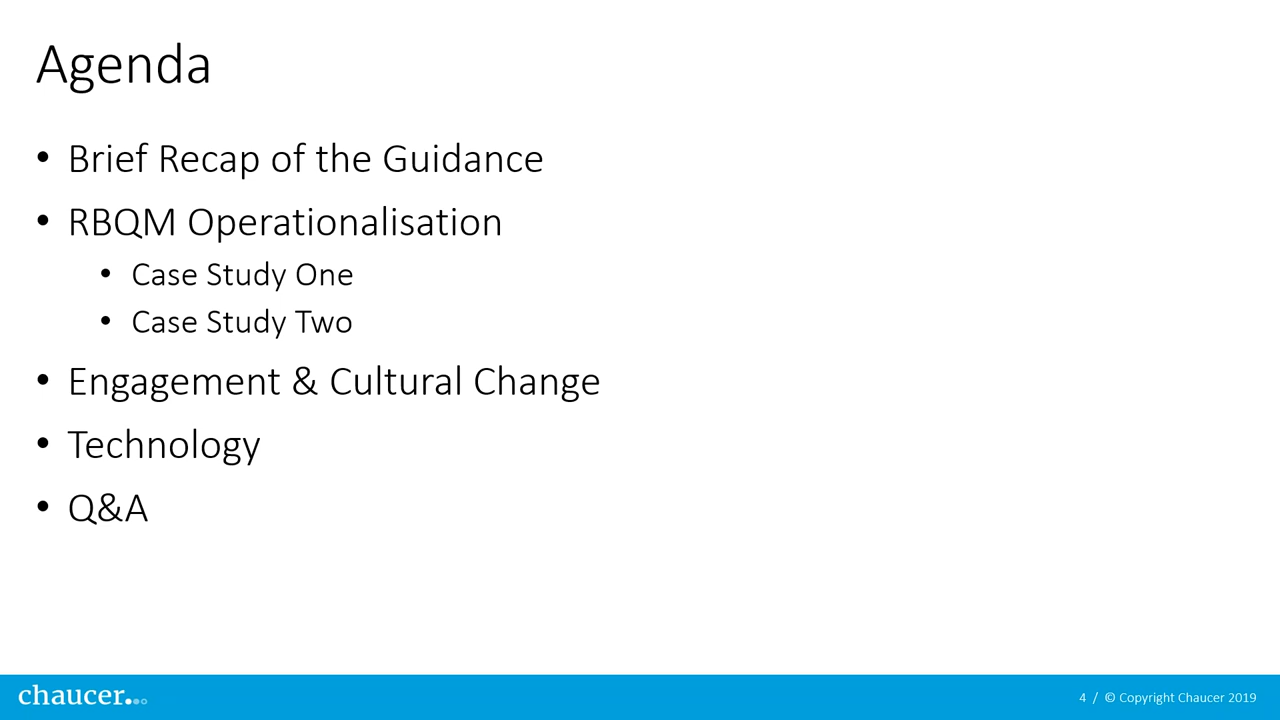 Agenda
• Brief Recap of the Guidance
• RBQM Operationalisation
• Case Study One
• Case Study Two
• Engagement & Cultural Change
• Technology
• Q&A
chaucer.
4 / © Copyright Chaucer 2019